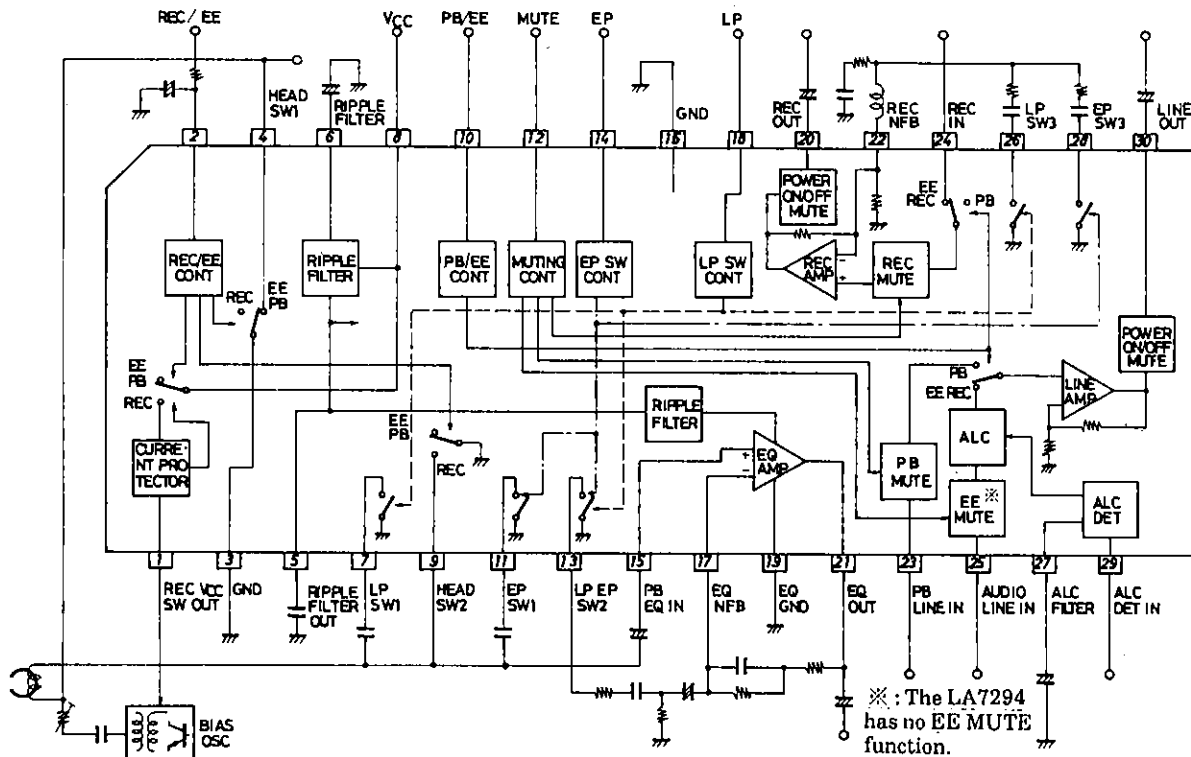 REC/EE
VCC
PB/EE
MUTE
EP
LP
HEAD
SW1
RIPPLE
FILTER
GND
REC
OUT
REC
NFB
REC
IN
LP
SW3
EP
SW3
LINE
OUT
2
4
6
8
10
12
14
16
18
20
22
24
26
28
30
POWER
ON/OFF
MUTE
EE
REC
PB
REC/EE
CONT
RIPPLE
FILTER
PB/EE
CONT
MUTING
CONT
EP SW
CONT
LP SW
CONT
REC
AMP
+
-
REC
MUTE
REC
EE
PB
POWER
ON/OFF
MUTE
EE
PB
REC
PB
EE REC
LINE
AMP
CURRE-
NT PRO
TECTOR
EE
PB
REC
RIPPLE
FILTER
+
-
EQ
AMP
PB
MUTE
ALC
EE ※
MUTE
ALC
DET
1
3
5
7
9
11
13
15
17
19
21
23
25
27
29
REC VCC
SW OUT
GND
RIPPLE
FILTER
OUT
LP
SW1
HEAD
SW2
EP
SW1
LP EP
SW2
PB
EQ IN
EQ
NFB
EQ
GND
EQ
OUT
PB
LINE IN
AUDIO
LINE IN
ALC
FILTER
ALC
DET IN
BIAS
OSC
※ : The LA7294
has no EE MUTE
function.